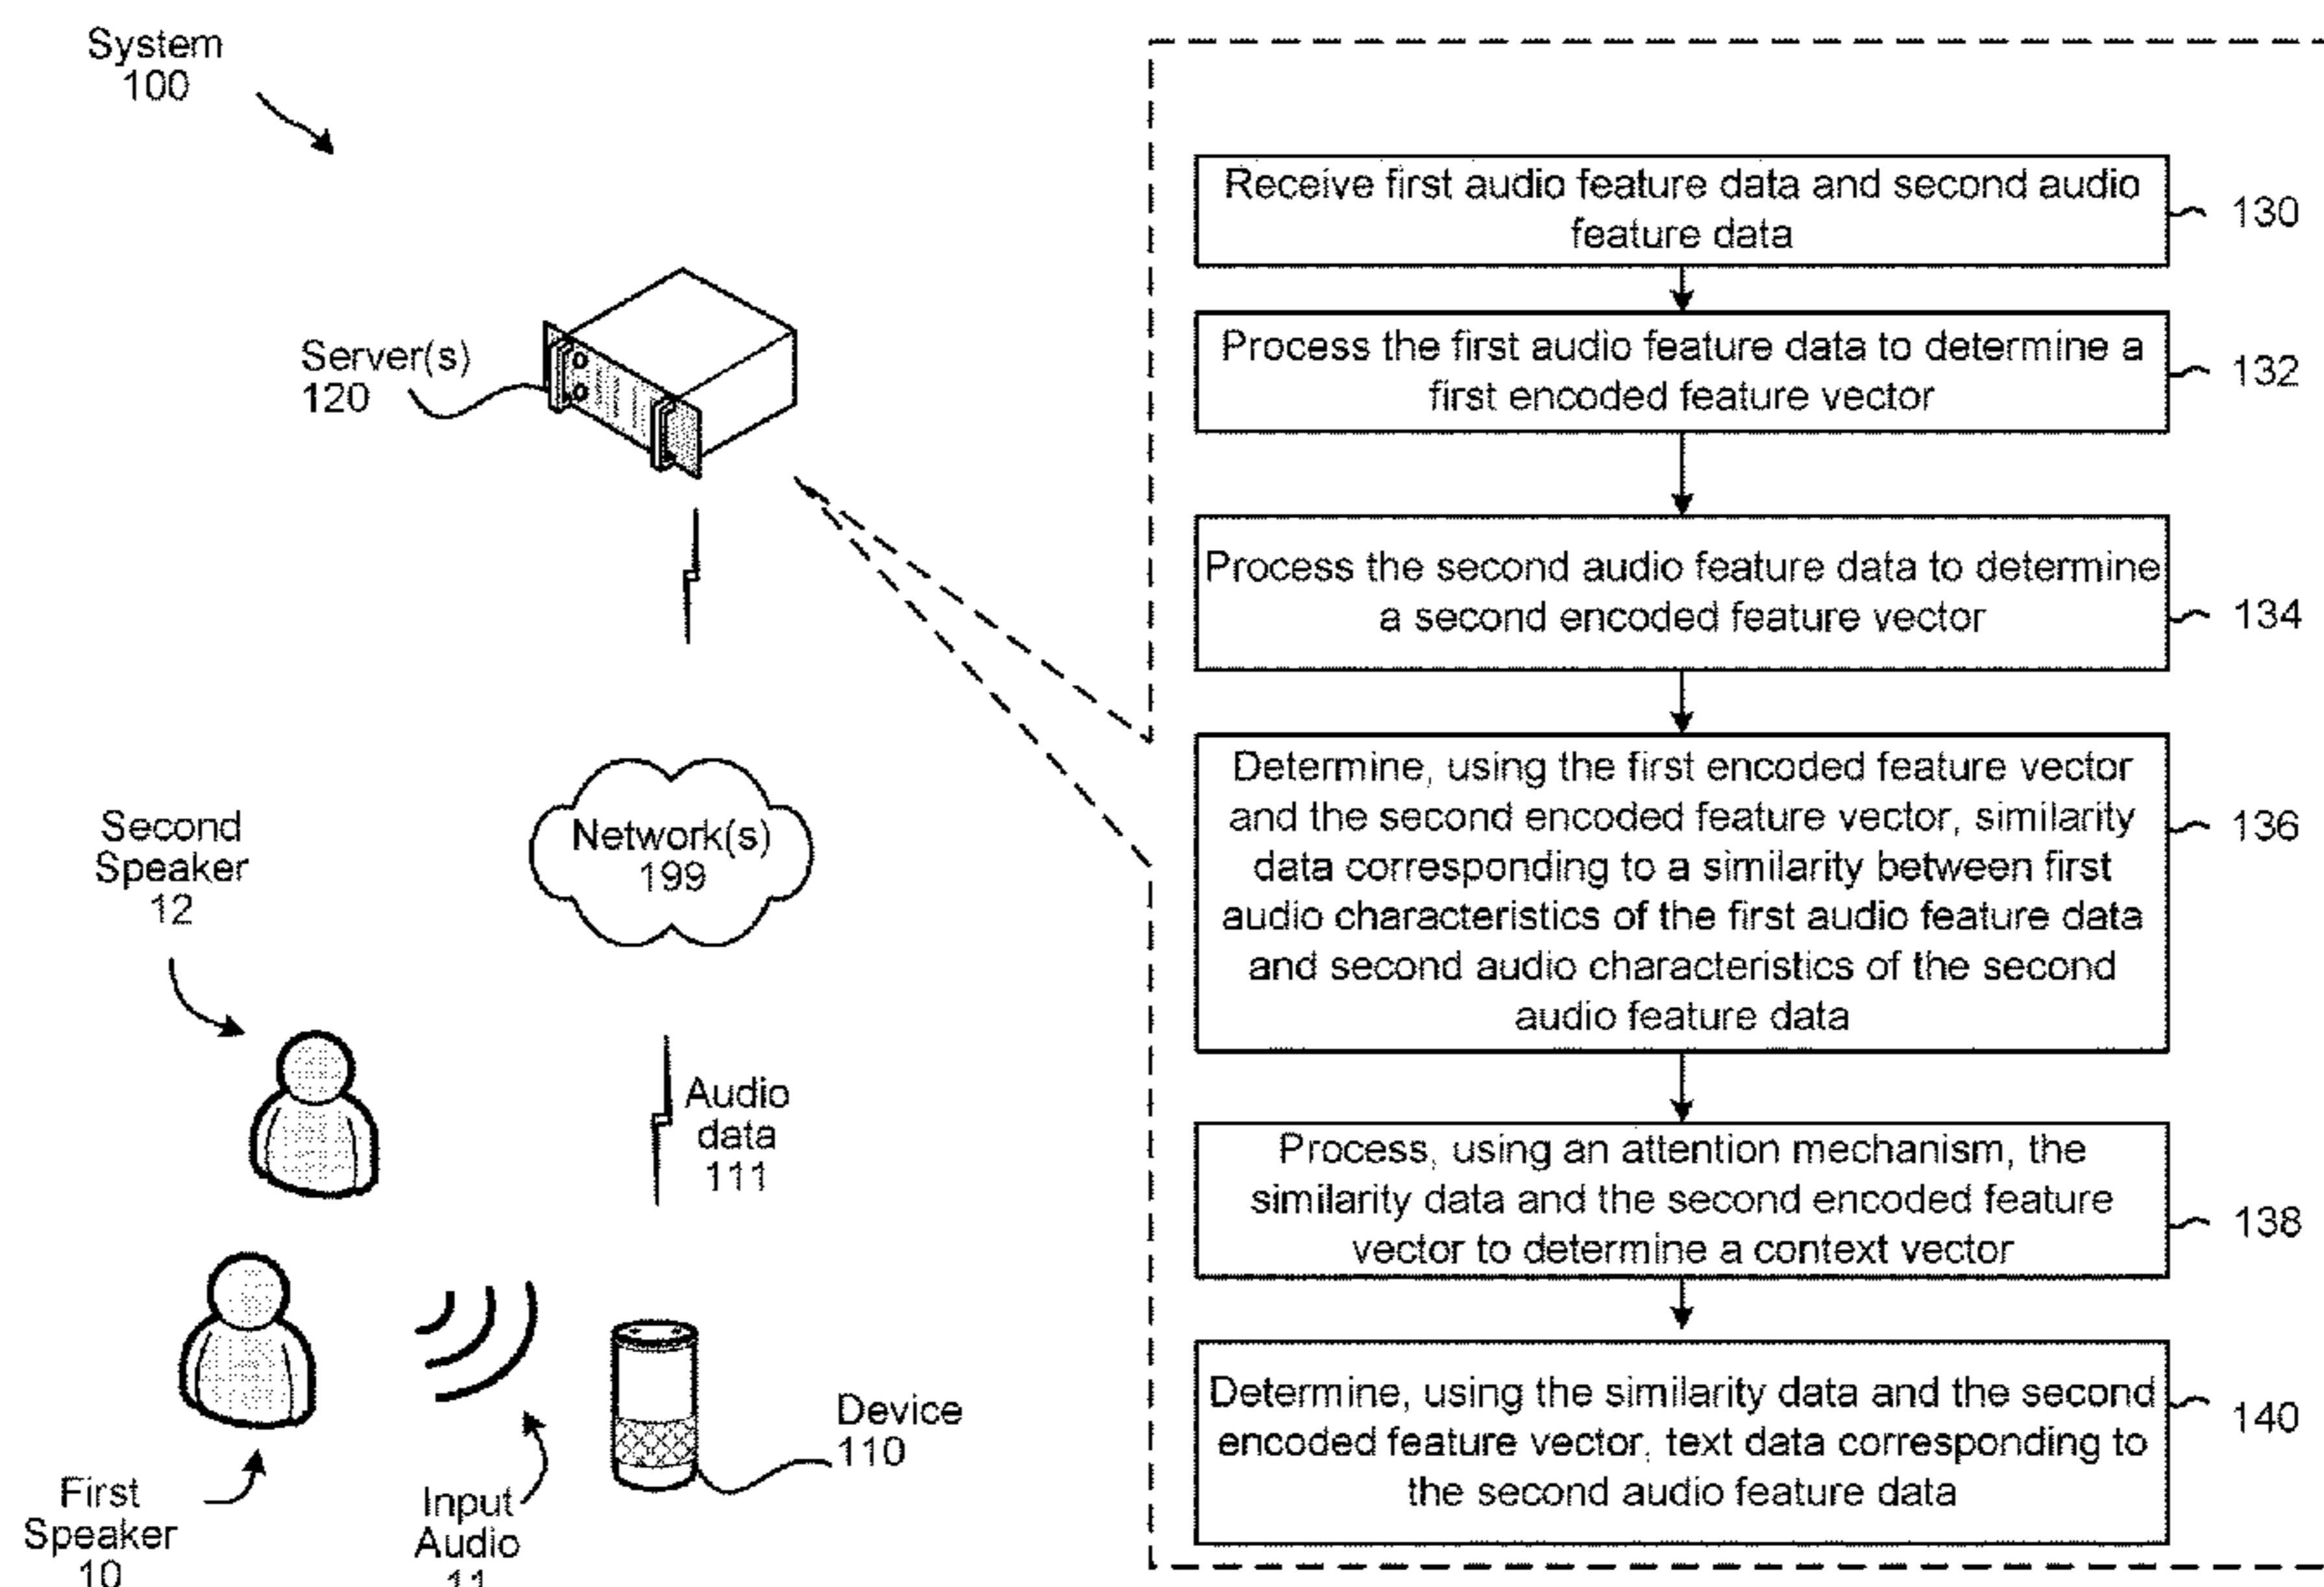 System
100
Server(s)
120
Network(s)
199
Second
Speaker
12
Audio
data
111
Device
110
First
Speaker
10
Input
Audio
11
Receive first audio feature data and second audio
feature data
130
Process the first audio feature data to determine a
first encoded feature vector
132
Process the second audio feature data to determine
a second encoded feature vector
134
Determine, using the first encoded feature vector
and the second encoded feature vector, similarity
data corresponding to a similarity between first
audio characteristics of the first audio feature data
and second audio characteristics of the second
audio feature data
136
Process, using an attention mechanism, the
similarity data and the second encoded feature
vector to determine a context vector
138
Determine, using the similarity data and the second
encoded feature vector, text data corresponding to
the second audio feature data
140